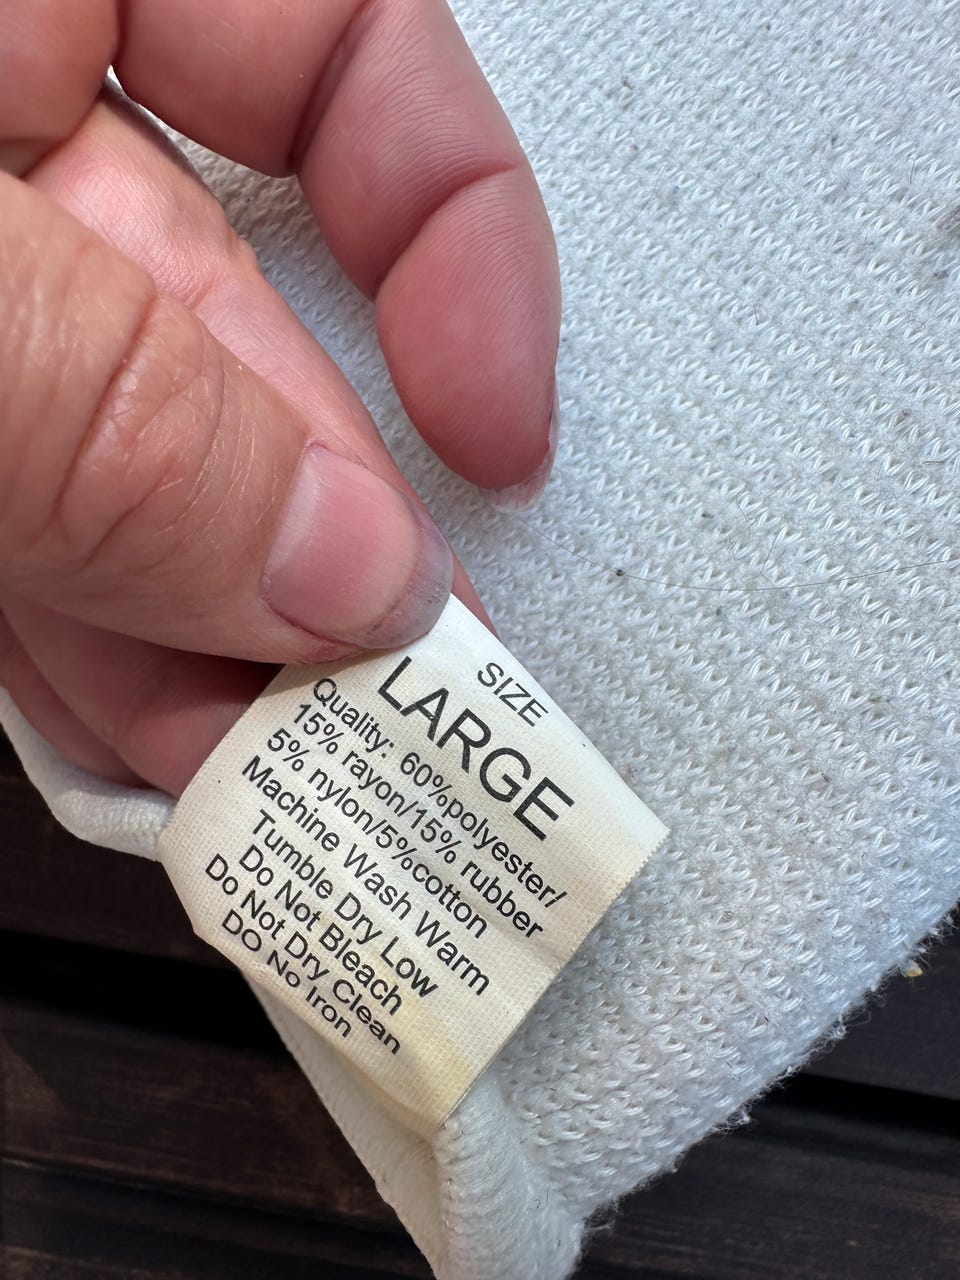 SIZE
LARGE
Quality: 60%polyester/
15% rayon/15% rubber
5% nylon/5%cotton
Machine Wash Warm
Tumble Dry Low
Do Not Bleach
Do Not Dry Clean
DO No Iron